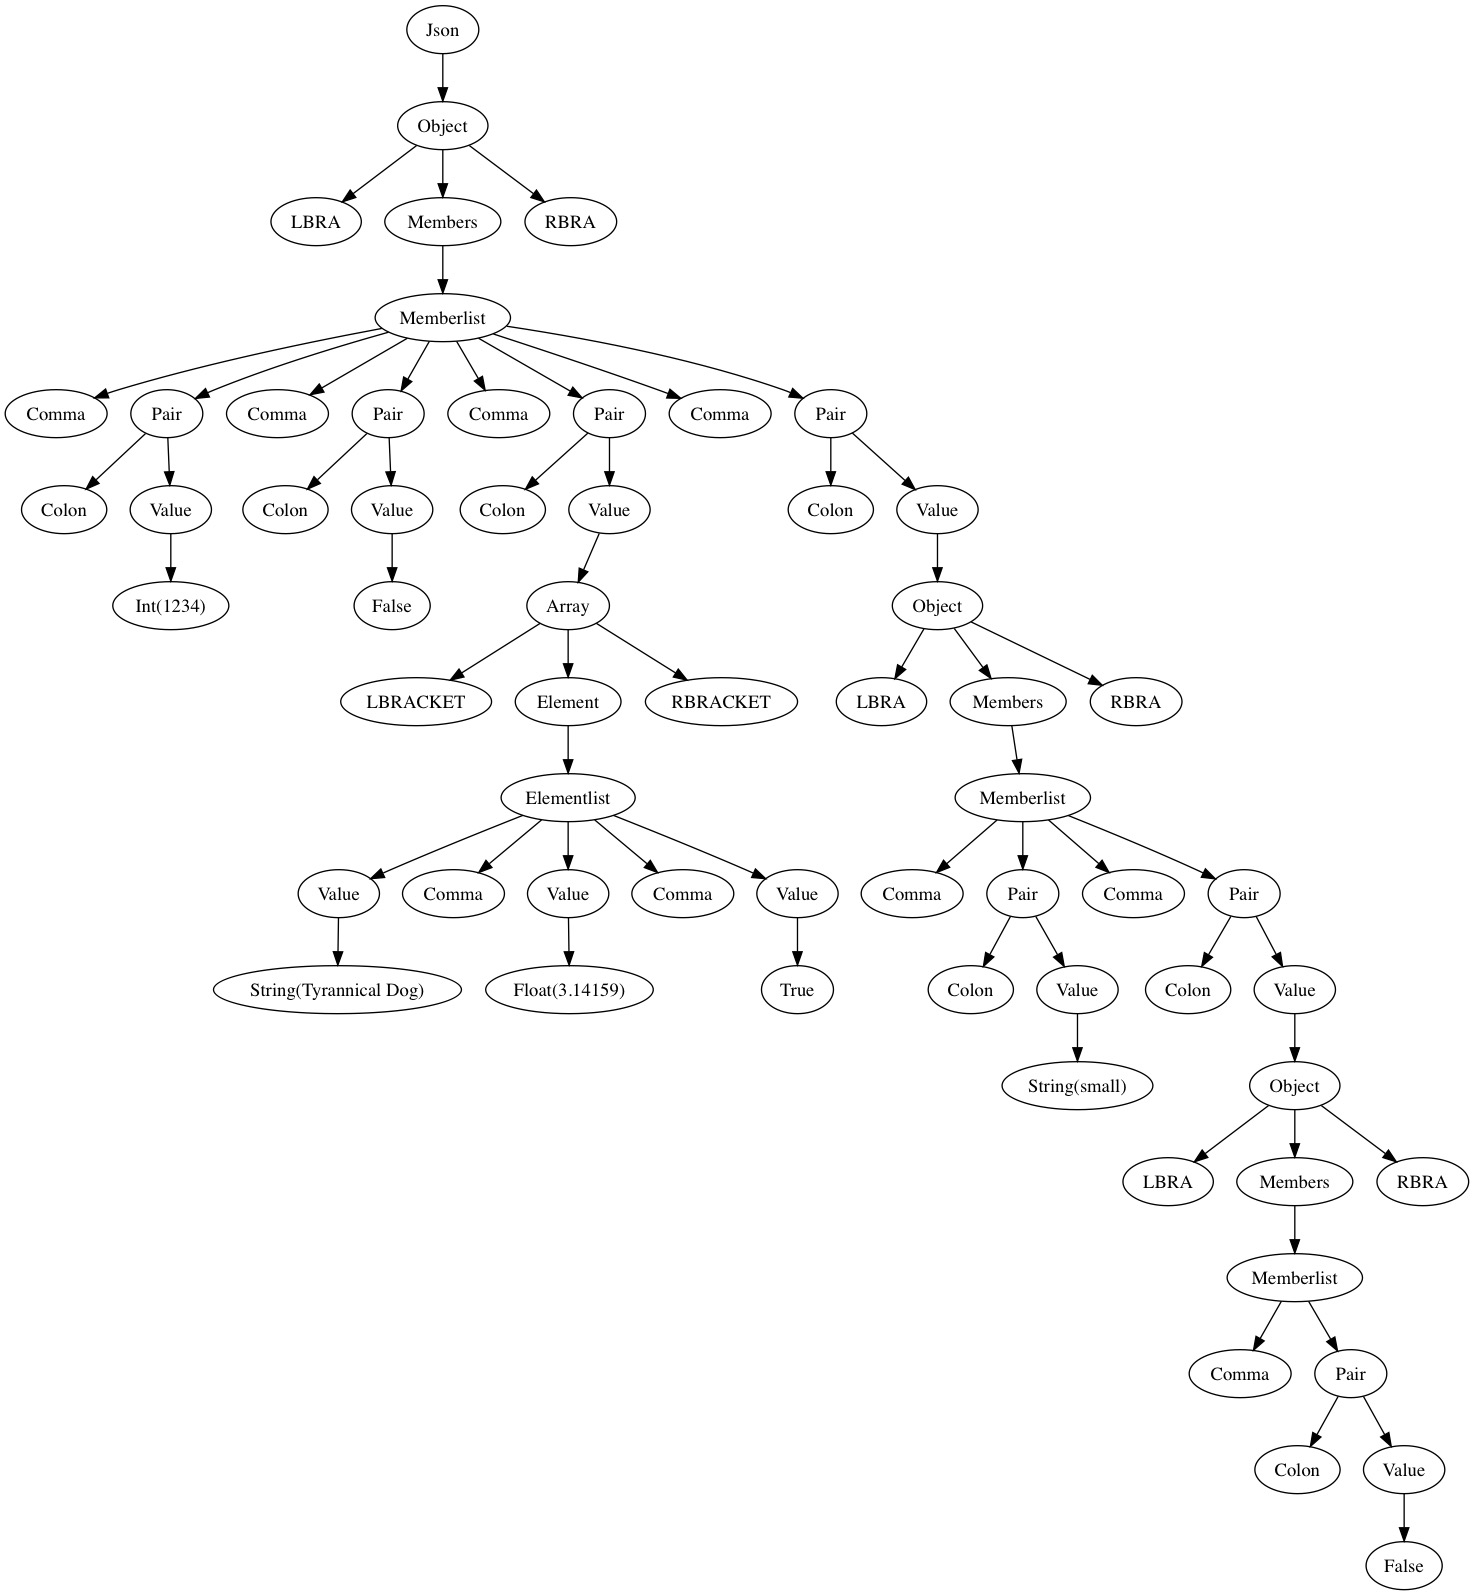 Json
Object
LBRA Members RBRA
Memberlist
Comma Pair Comma Pair Comma Pair Comma Pair
Colon Value Colon Value Colon Value Colon Value
Int(1234) False Array Object
LBRACKET Element RBRACKET LBRA Members RBRA
Elementlist Memberlist
Value Comma Value Comma Value Comma Pair Comma Pair
String(Tyrannical Dog) Float(3.14159) True Colon Value Colon Value
String(small) Object
LBRA Members RBRA
Memberlist
Comma Pair
Colon Value
False